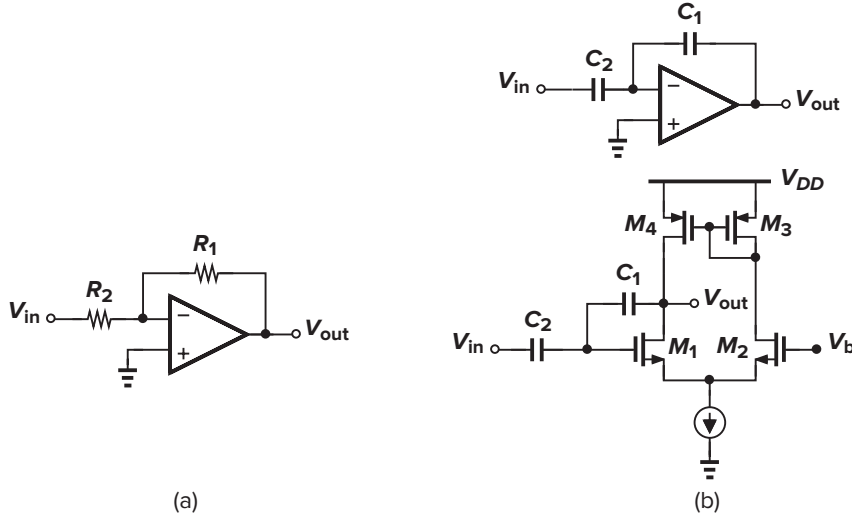 R1
R2
Vin
−
+
Vout
(a)
C1
C2
Vin
−
+
Vout
VDD
M4
M3
C1
Vout
C2
Vin
M1
M2
Vb
(b)